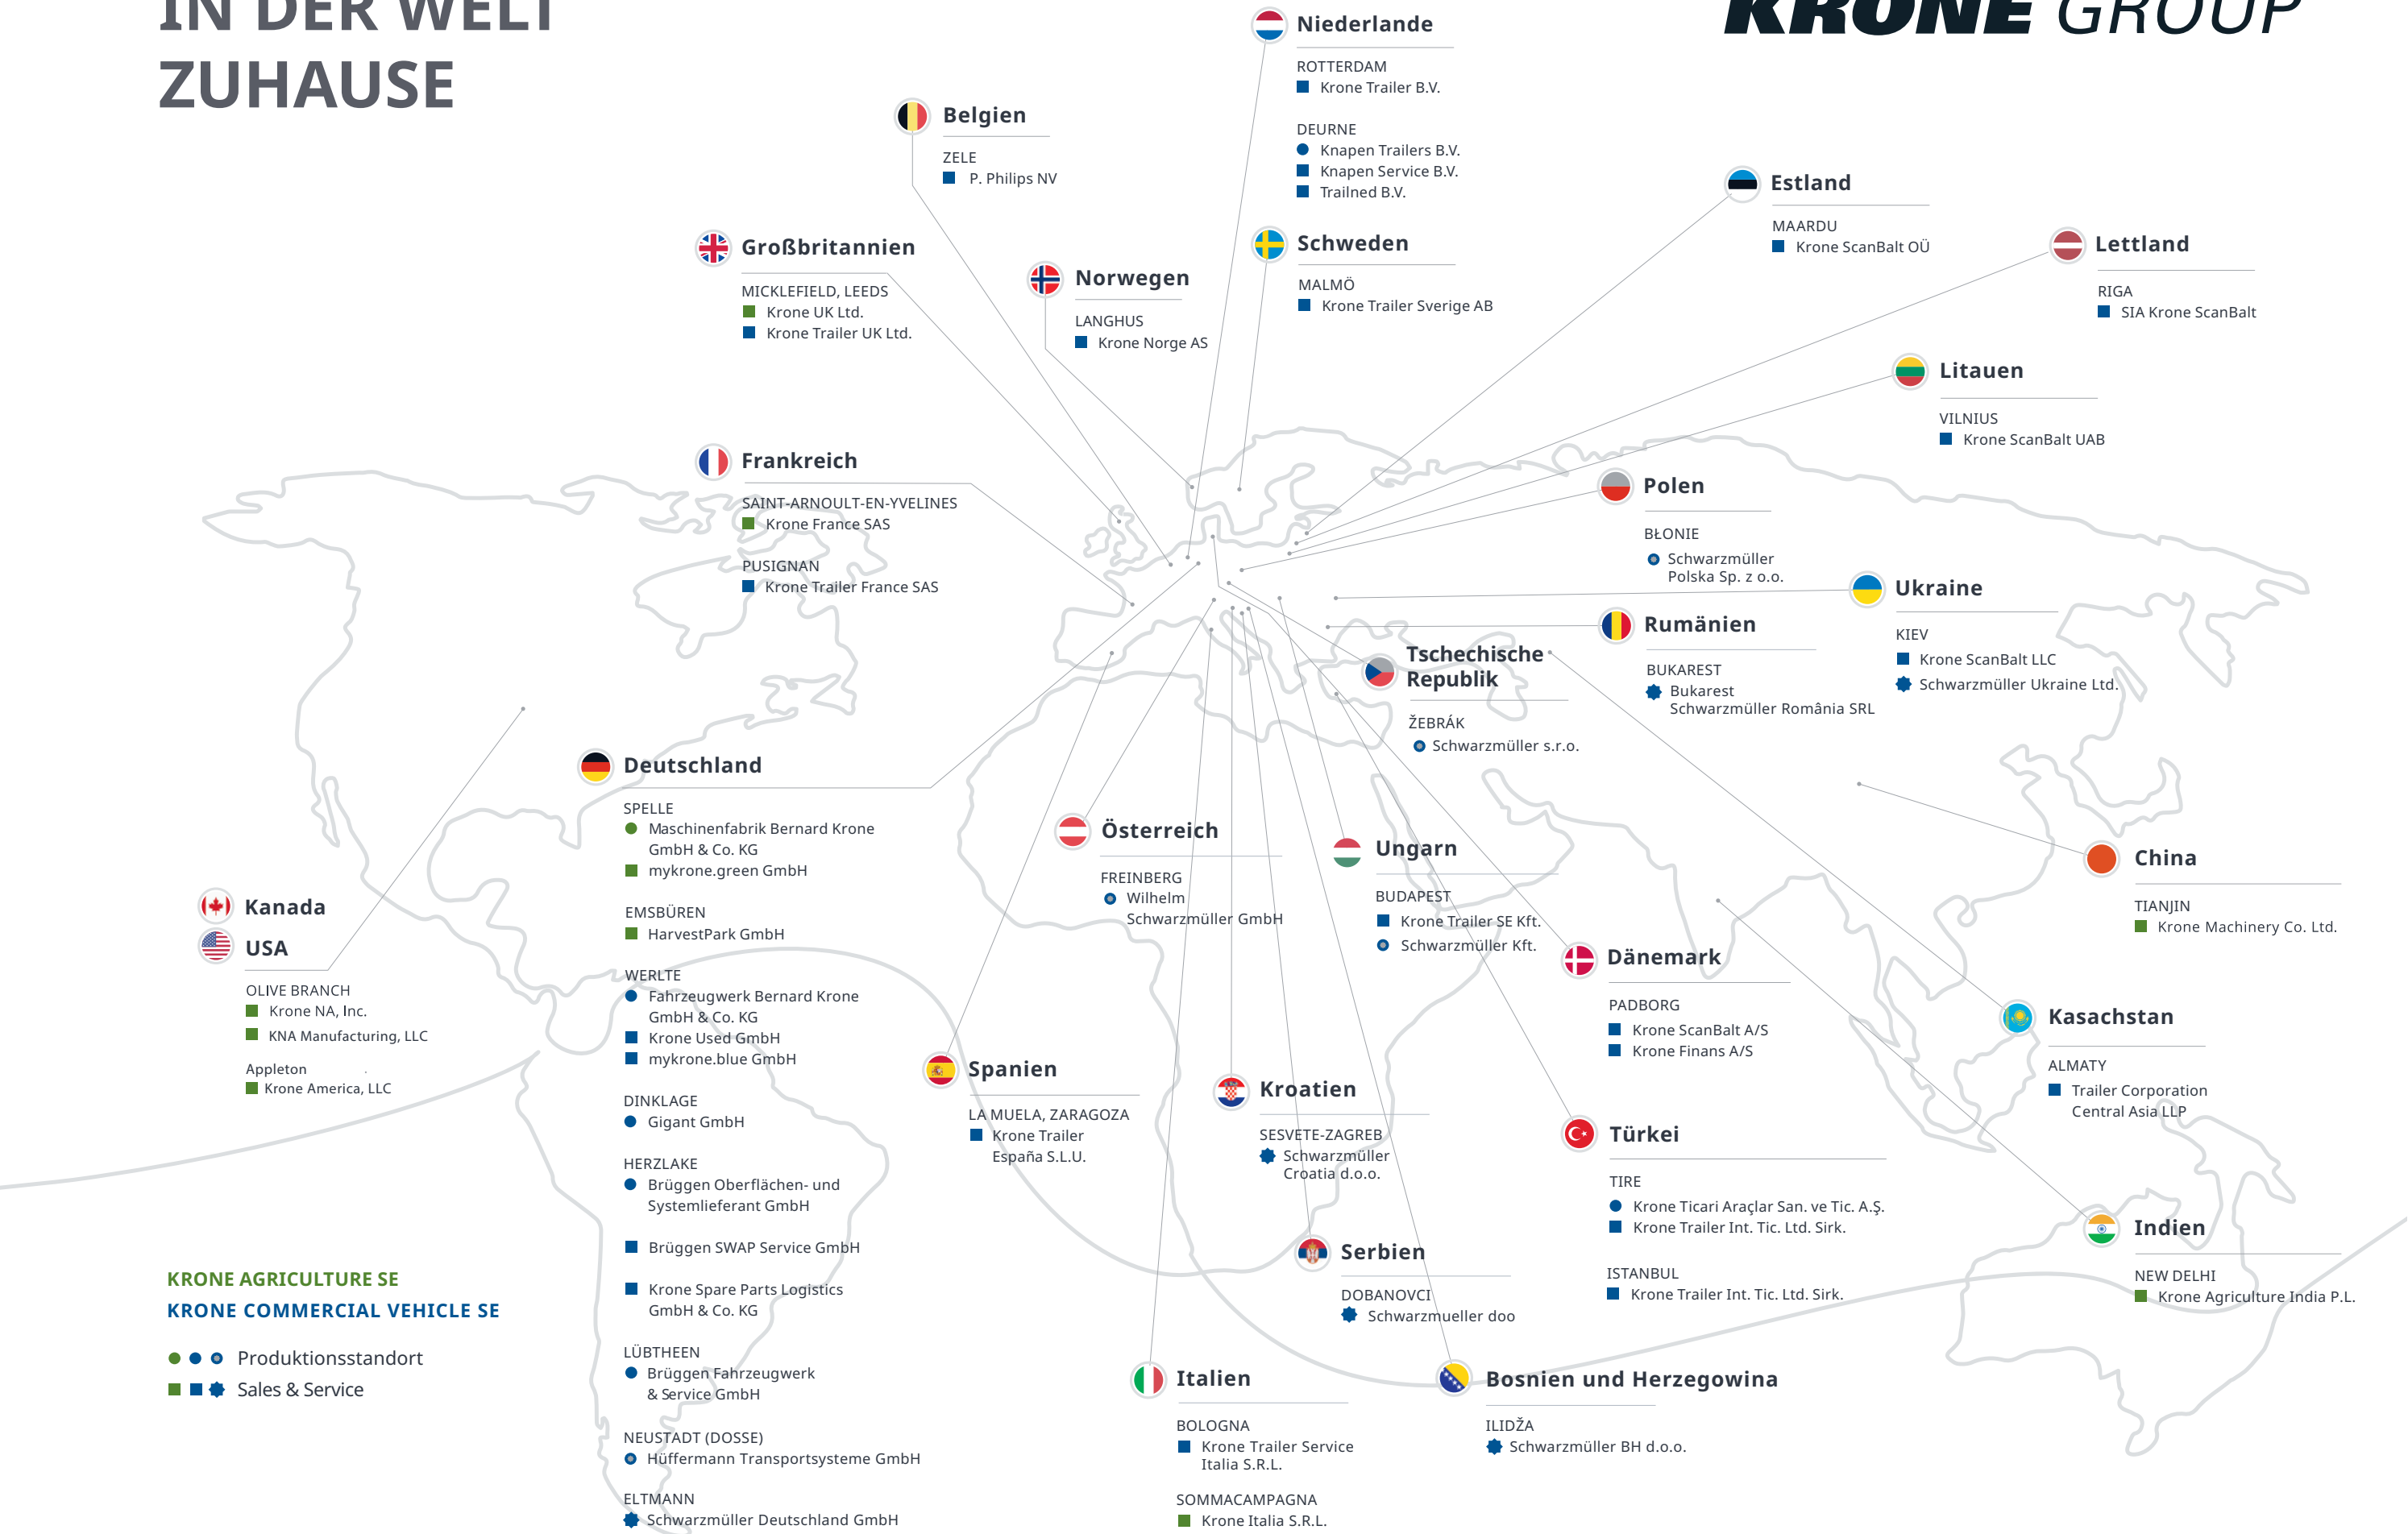 IN DER WELT
ZUHAUSE
KRONE GROUP
Niederlande
ROTTERDAM
Krone Trailer B.V.
DEURNE
Knapen Trailers B.V.
Knapen Service B.V.
Trailned B.V.
Belgien
ZELE
P. Philips NV
Estland
MAARDU
Krone ScanBalt OÜ
Großbritannien
MICKLEFIELD, LEEDS
Krone UK Ltd.
Krone Trailer UK Ltd.
Norwegen
LANGHUS
Krone Norge AS
Schweden
MALMÖ
Krone Trailer Sverige AB
Lettland
RIGA
SIA Krone ScanBalt
Litauen
VILNIUS
Krone ScanBalt UAB
Frankreich
SAINT-ARNOULT-EN-YVELINES
Krone France SAS
PUSIGNAN
Krone Trailer France SAS
Polen
BŁONIE
Schwarzmüller
Polska Sp. z o.o.
Ukraine
KIEV
Krone ScanBalt LLC
Schwarzmüller Ukraine Ltd.
Rumänien
BUKAREST
Bukarest
Schwarzmüller România SRL
Tschechische
Republik
ŽEBRÁK
Schwarzmüller s.r.o.
Deutschland
SPELLE
Maschinenfabrik Bernard Krone
GmbH & Co. KG
mykrone.green GmbH
EMSBÜREN
HarvestPark GmbH
WERLTE
Fahrzeugwerk Bernard Krone
GmbH & Co. KG
Krone Used GmbH
mykrone.blue GmbH
DINKLAGE
Gigant GmbH
HERZLAKE
Brüggen Oberflächen- und
Systemlieferant GmbH
Brüggen SWAP Service GmbH
Krone Spare Parts Logistics
GmbH & Co. KG
LÜBTHEEN
Brüggen Fahrzeugwerk
& Service GmbH
NEUSTADT (DOSSE)
Hüffermann Transportsysteme GmbH
ELTMANN
Schwarzmüller Deutschland GmbH
Österreich
FREINBERG
Wilhelm
Schwarzmüller GmbH
Ungarn
BUDAPEST
Krone Trailer SE Kft.
Schwarzmüller Kft.
China
TIANJIN
Krone Machinery Co. Ltd.
Kanada
USA
OLIVE BRANCH
Krone NA, Inc.
KNA Manufacturing, LLC
Appleton
Krone America, LLC
Dänemark
PADBORG
Krone ScanBalt A/S
Krone Finans A/S
Kasachstan
ALMATY
Trailer Corporation
Central Asia LLP
Spanien
LA MUELA, ZARAGOZA
Krone Trailer
España S.L.U.
Kroatien
SESVETE-ZAGREB
Schwarzmüller
Croatia d.o.o.
Türkei
TIRE
Krone Ticari Araçlar San. ve Tic. A.Ş.
Krone Trailer Int. Tic. Ltd. Sirk.
ISTANBUL
Krone Trailer Int. Tic. Ltd. Sirk.
Indien
NEW DELHI
Krone Agriculture India P.L.
Serbien
DOBANOVCI
Schwarzmueller doo
Italien
BOLOGNA
Krone Trailer Service
Italia S.R.L.
SOMMACAMPAGNA
Krone Italia S.R.L.
Bosnien und Herzegowina
ILIDŽA
Schwarzmüller BH d.o.o.
KRONE AGRICULTURE SE
KRONE COMMERCIAL VEHICLE SE
Produktionsstandort
Sales & Service